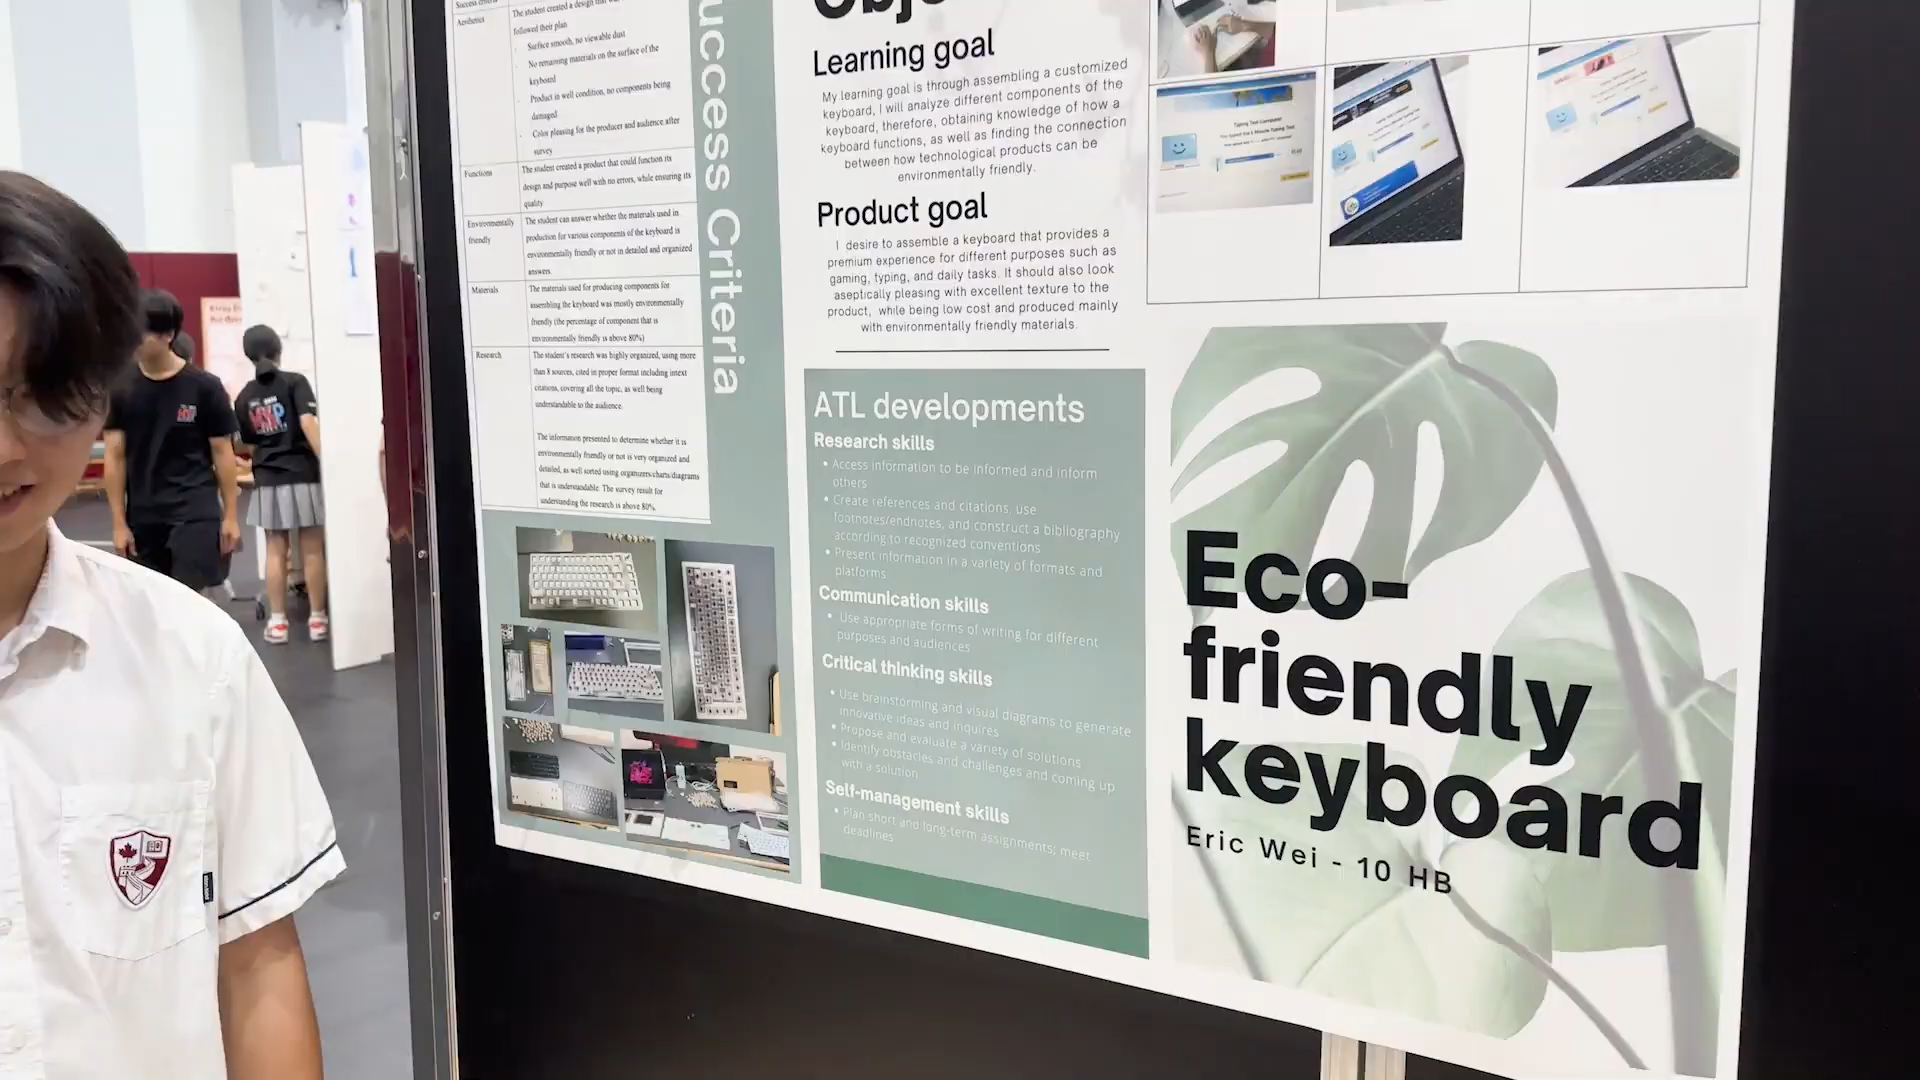 Success criteria
Aesthetics
The student created a design that
followed their plan
Surface smooth, no viewable dust
No remaining materials on the surface of the
keyboard
Product in well condition, no components being
damaged
Color pleasing for the producer and audience after
survey
Functions
The student created a product that could function its
design and purpose well with no errors, while ensuring its
quality
Environmentally
friendly
The student can answer whether the materials used in
production for various components of the keyboard is
environmentally friendly or not in detailed and organized
answers.
Materials
The materials used for producing components for
assembling the keyboard was mostly environmentally
friendly (the percentage of component that is
environmentally friendly is above 80%)
Research
The student's research was highly organized, using more
than 8 sources, cited in proper format including intext
citations, covering all the topic, as well being
understandable to the audience.
The information presented to determine whether it is
environmentally friendly or not is very organized and
detailed, as well sorted using organizers/charts/diagrams
that is understandable. The survey result for
understanding the research is above 80%.
uccess Criteria
Obje
Learning goal
My learning goal is through assembling a customized
keyboard, I will analyze different components of the
keyboard, therefore, obtaining knowledge of how a
keyboard functions, as well as finding the connection
between how technological products can be
environmentally friendly.
Product goal
I desire to assemble a keyboard that provides a
premium experience for different purposes such as
gaming, typing, and daily tasks. It should also look
aseptically pleasing with excellent texture to the
product, while being low cost and produced mainly
with environmentally friendly materials.
ATL developments
Research skills
• Access information to be informed and inform
others
• Create references and citations, use
footnotes/endnotes, and construct a bibliography
according to recognized conventions
• Present information in a variety of formats and
platforms
Communication skills
• Use appropriate forms of writing for different
purposes and audiences
Critical thinking skills
• Use brainstorming and visual diagrams to generate
innovative ideas and inquires
• Propose and evaluate a variety of solutions
• Identify obstacles and challenges and coming up
with a solution
Self-management skills
• Plan short and long-term assignments; meet
deadlines
Eco-
friendly
keyboard
Eric Wei - 10 HB